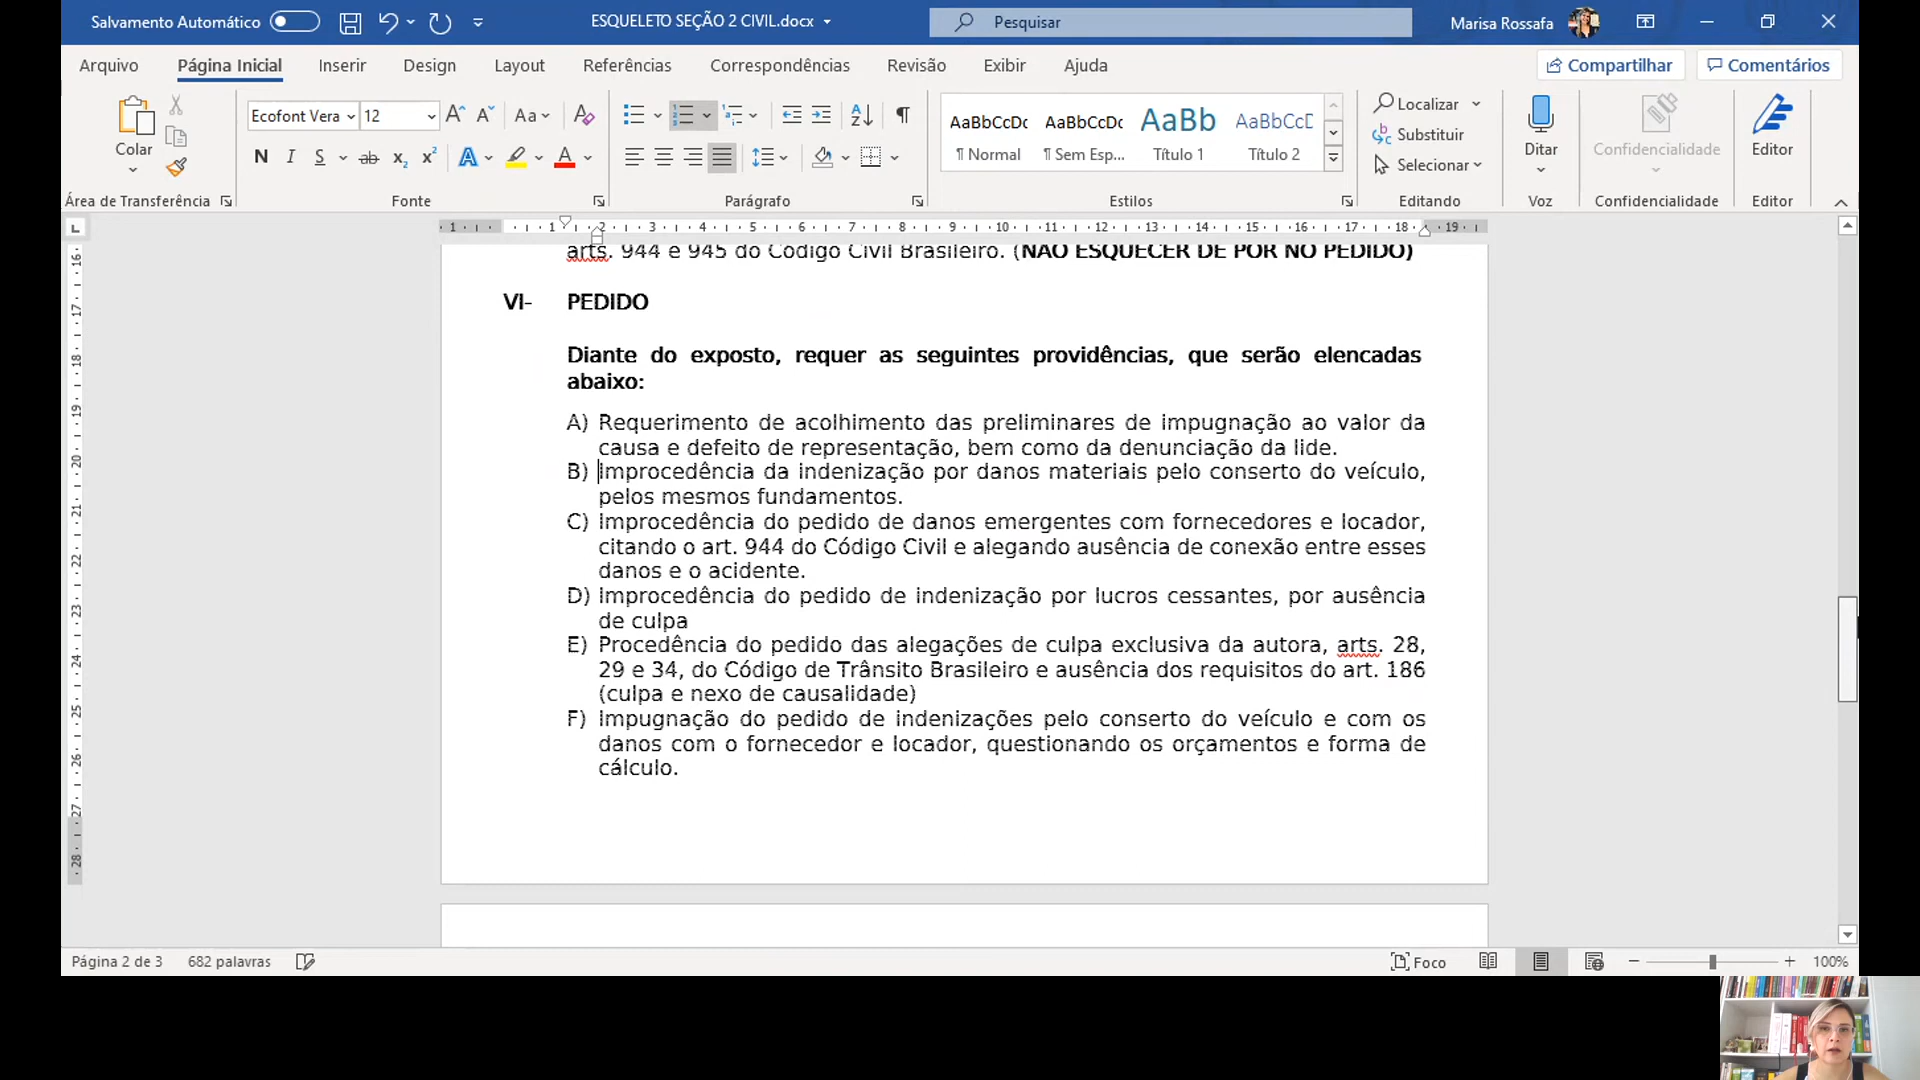 Salvamento Automático
ESQUELETO SEÇÃO 2 CIVIL.docx
Pesquisar
Marisa Rossafa
Arquivo Página Inicial Inserir Design Layout Referências Correspondências Revisão Exibir Ajuda
Compartilhar Comentários
Colar
Ecofont Vera 12
AaBbCcDc AaBbCcDc AaBb AaBbCcD
¶ Normal ¶ Sem Esp... Título 1 Título 2
Localizar
Substituir
Selecionar
Ditar
Confidencialidade
Editor
Área de Transferência Fonte Parágrafo Estilos Editando Voz Confidencialidade Editor
arts. 944 e 945 do Código Civil Brasileiro. (NÃO ESQUECER DE POR NO PEDIDO)
VI- PEDIDO
Diante do exposto, requer as seguintes providências, que serão elencadas
abaixo:
A) Requerimento de acolhimento das preliminares de impugnação ao valor da
causa e defeito de representação, bem como da denunciação da lide.
B) Improcedência da indenização por danos materiais pelo conserto do veículo,
pelos mesmos fundamentos.
C) Improcedência do pedido de danos emergentes com fornecedores e locador,
citando o art. 944 do Código Civil e alegando ausência de conexão entre esses
danos e o acidente.
D) Improcedência do pedido de indenização por lucros cessantes, por ausência
de culpa
E) Procedência do pedido das alegações de culpa exclusiva da autora, arts. 28,
29 e 34, do Código de Trânsito Brasileiro e ausência dos requisitos do art. 186
(culpa e nexo de causalidade)
F) Impugnação do pedido de indenizações pelo conserto do veículo e com os
danos com o fornecedor e locador, questionando os orçamentos e forma de
cálculo.
Página 2 de 3 682 palavras
Foco
100%